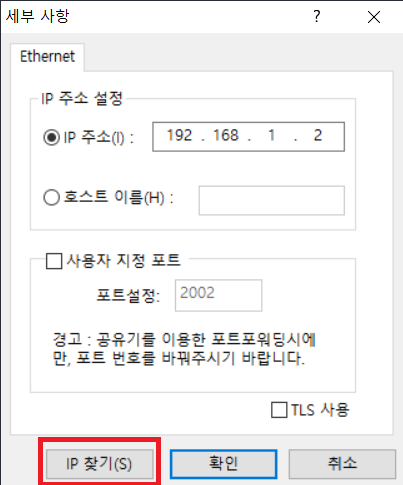 세부 사항
?
Ethernet
IP 주소 설정
IP 주소(I) : 192 . 168 . 1 . 2
호스트 이름(H) :
사용자 지정 포트
포트설정: 2002
경고 : 공유기를 이용한 포트포워딩시에
만, 포트 번호를 바꿔주시기 바랍니다.
TLS 사용
IP 찾기(S) 확인 취소